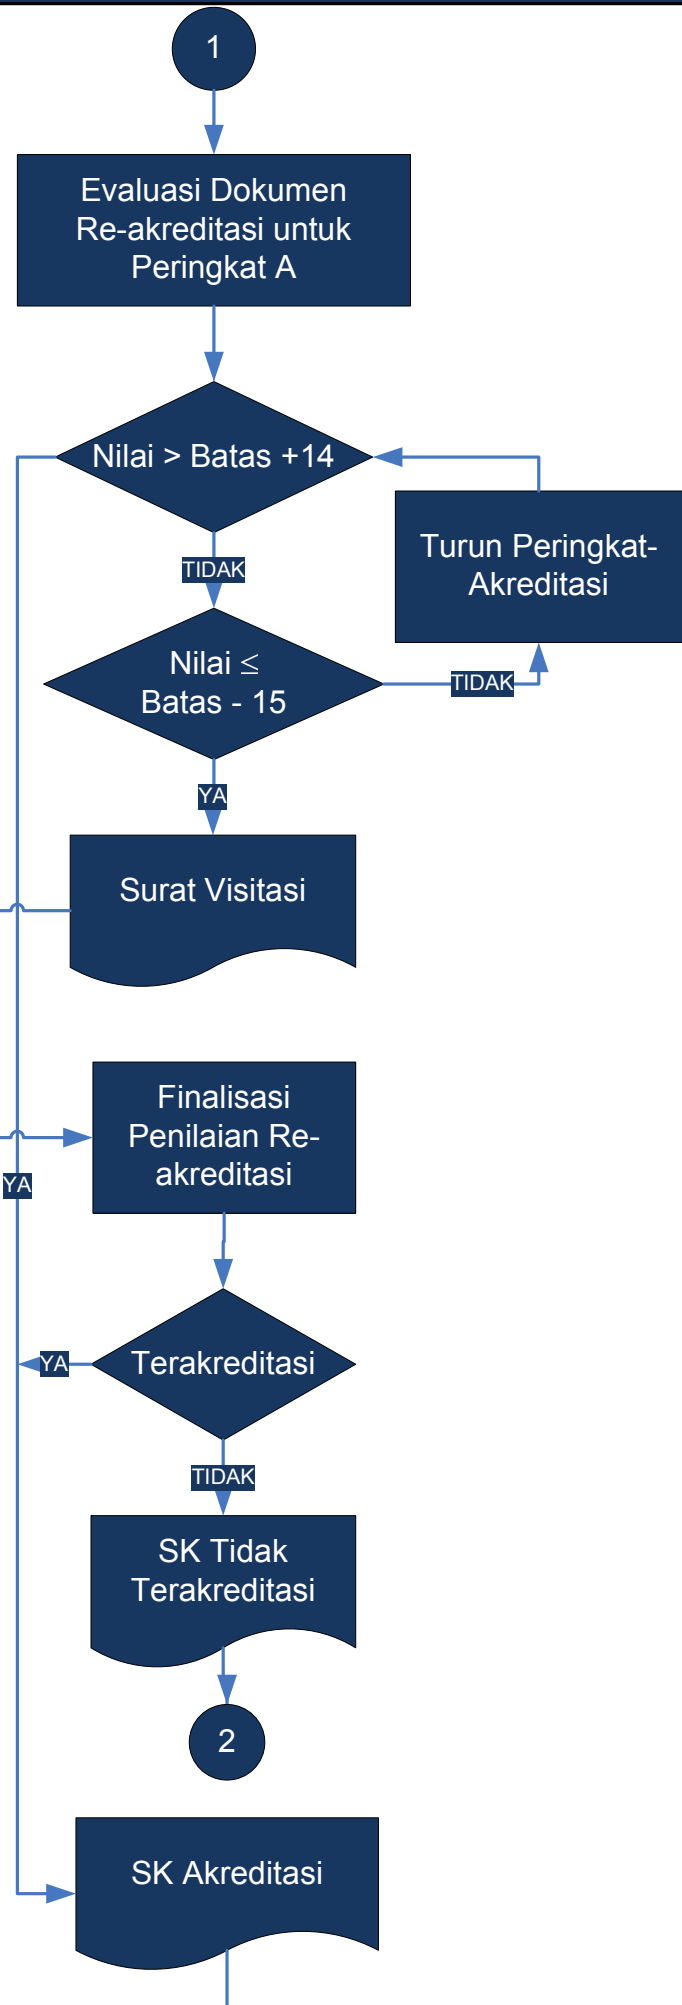 1
Evaluasi Dokumen
Re-akreditasi untuk
Peringkat A
Nilai > Batas +14
TIDAK
Turun Peringkat-
Akreditasi
Nilai ≤
Batas - 15
TIDAK
YA
Surat Visitasi
Finalisasi
Penilaian Re-
akreditasi
YA
Terakreditasi
YA
TIDAK
SK Tidak
Terakreditasi
2
SK Akreditasi